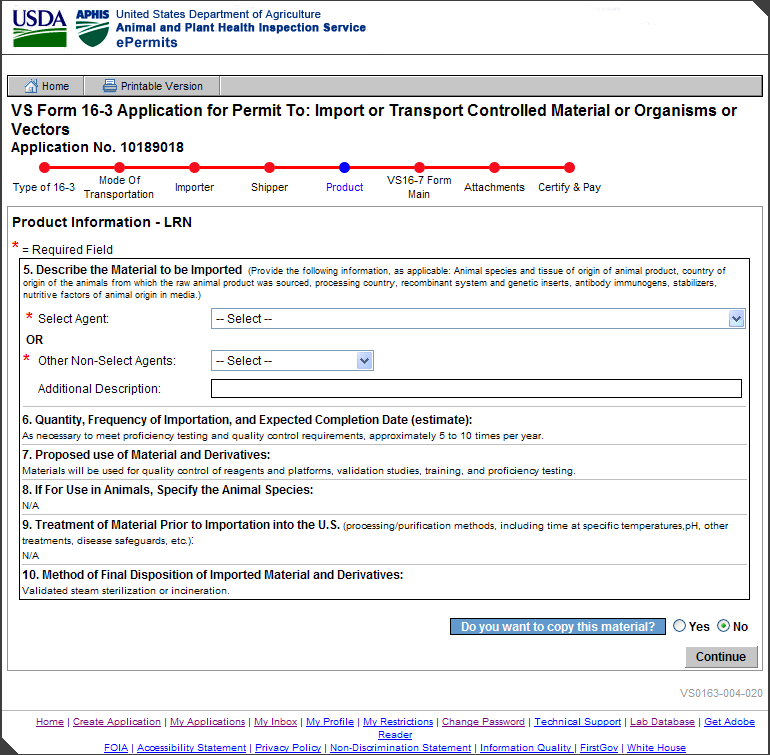 USDA APHIS United States Department of Agriculture
Animal and Plant Health Inspection Service
ePermits
Home Printable Version
VS Form 16-3 Application for Permit To: Import or Transport Controlled Material or Organisms or
Vectors
Application No. 10189018
Type of 16-3 Mode Of Transportation Importer Shipper Product VS16-7 Form Main Attachments Certify & Pay
Product Information - LRN
* = Required Field
5. Describe the Material to be Imported (Provide the following information, as applicable: Animal species and tissue of origin of animal product, country of
origin of the animals from which the raw animal product was sourced, processing country, recombinant system and genetic inserts, antibody immunogens, stabilizers,
nutritive factors of animal origin in media.)
* Select Agent: -- Select --
OR
* Other Non-Select Agents: -- Select --
Additional Description:
6. Quantity, Frequency of Importation, and Expected Completion Date (estimate):
As necessary to meet proficiency testing and quality control requirements, approximately 5 to 10 times per year.
7. Proposed use of Material and Derivatives:
Materials will be used for quality control of reagents and platforms, validation studies, training, and proficiency testing.
8. If For Use in Animals, Specify the Animal Species:
N/A
9. Treatment of Material Prior to Importation into the U.S. (processing/purification methods, including time at specific temperatures,pH, other
treatments, disease safeguards, etc.):
N/A
10. Method of Final Disposition of Imported Material and Derivatives:
Validated steam sterilization or incineration.
Do you want to copy this material? Yes No
Continue
VS0163-004-020
Home | Create Application | My Applications | My Inbox | My Profile | My Restrictions | Change Password | Technical Support | Lab Database | Get Adobe
Reader
FOIA | Accessibility Statement | Privacy Policy | Non-Discrimination Statement | Information Quality | FirstGov | White House